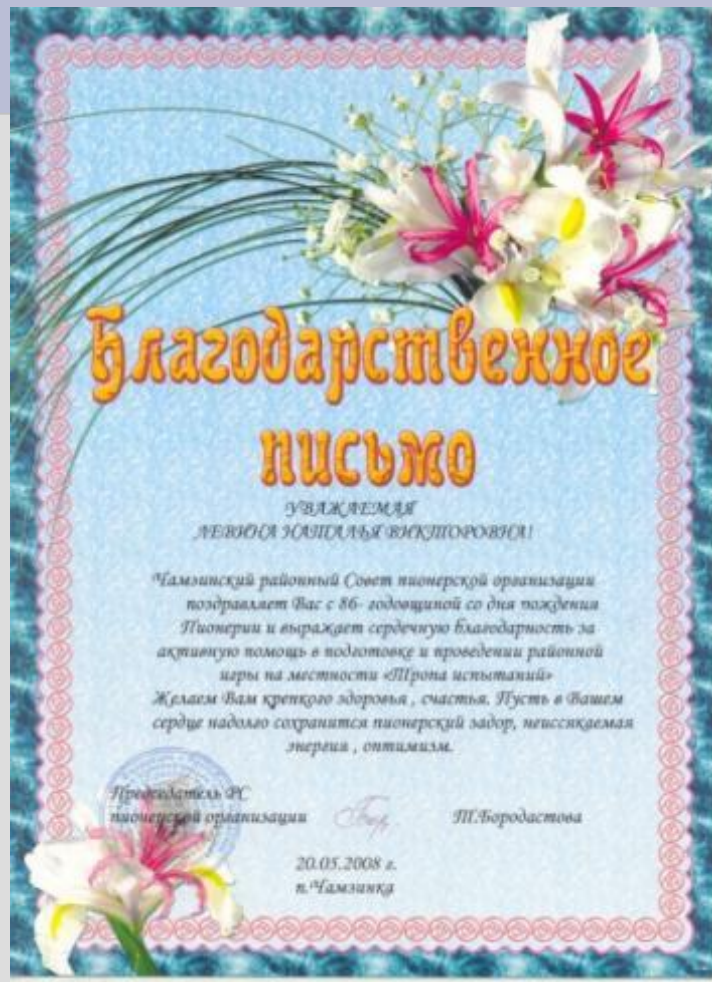 Благодарственное
письмо
УВАЖАЕМАЯ
ЛЕВИНА НАТАЛЬЯ ВИКТОРОВНА!
Чамзинский районный Совет пионерской организации
поздравляет Вас с 86- годовщиной со дня рождения
Пионерии и выражает сердечную благодарность за
активную помощь в подготовке и проведении районной
игры на местности «Тропа испытаний»
Желаем Вам крепкого здоровья , счастья. Пусть в Вашем
сердце надолго сохранится пионерский задор, неиссякаемая
энергия , оптимизм.
Председатель РС
пионерской организации Т.Бородастова
20.05.2008 г.
п.Чамзинка